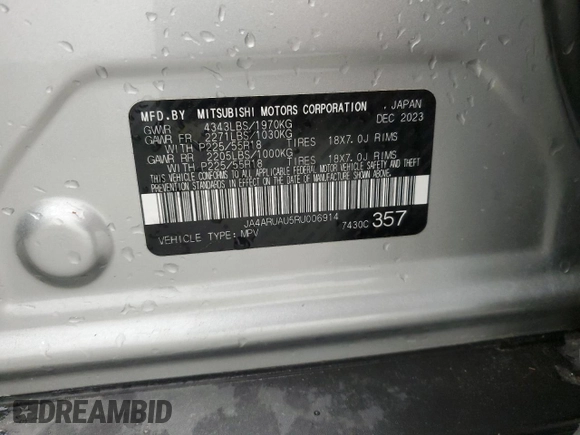 MFD.BY MITSUBISHI MOTORS CORPORATION , JAPAN
GVWR 4343LBS/1970KG DEC 2023
GAWR FR 2271LBS/1030KG
WITH P225/55R18 TIRES 18X7.0J RIMS
GAWR RR 2205LBS/1000KG
WITH P225/55R18 TIRES 18X7.0J RIMS
THIS VEHICLE CONFORMS TO ALL APPLICABLE FEDERAL MOTOR VEHICLE SAFETY, BUMPER, AND
THEFT PREVENTION STANDARDS IN EFFECT ON THE DATE OF MANUFACTURE SHOWN ABOVE.
JA4ARUAU5RU006914 7430C 357
VEHICLE TYPE: MPV
DREAMBID